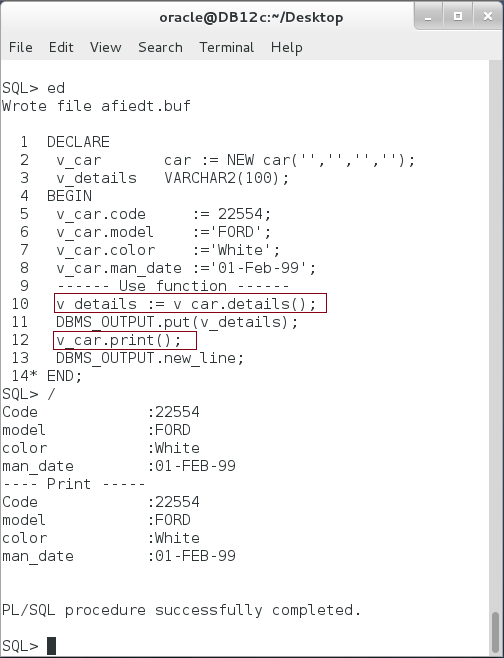 oracle@DB12c:~/Desktop
File Edit View Search Terminal Help
SQL> ed
Wrote file afiedt.buf
1 DECLARE
2 v_car car := NEW car('','','','');
3 v_details VARCHAR2(100);
4 BEGIN
5 v_car.code := 22554;
6 v_car.model :='FORD';
7 v_car.color :='White';
8 v_car.man_date :='01-Feb-99';
9 ------ Use function ------
10 v_details := v_car.details();
11 DBMS_OUTPUT.put(v_details);
12 v_car.print();
13 DBMS_OUTPUT.new_line;
14* END;
SQL> /
Code :22554
model :FORD
color :White
man_date :01-FEB-99
---- Print -----
Code :22554
model :FORD
color :White
man_date :01-FEB-99
PL/SQL procedure successfully completed.
SQL>